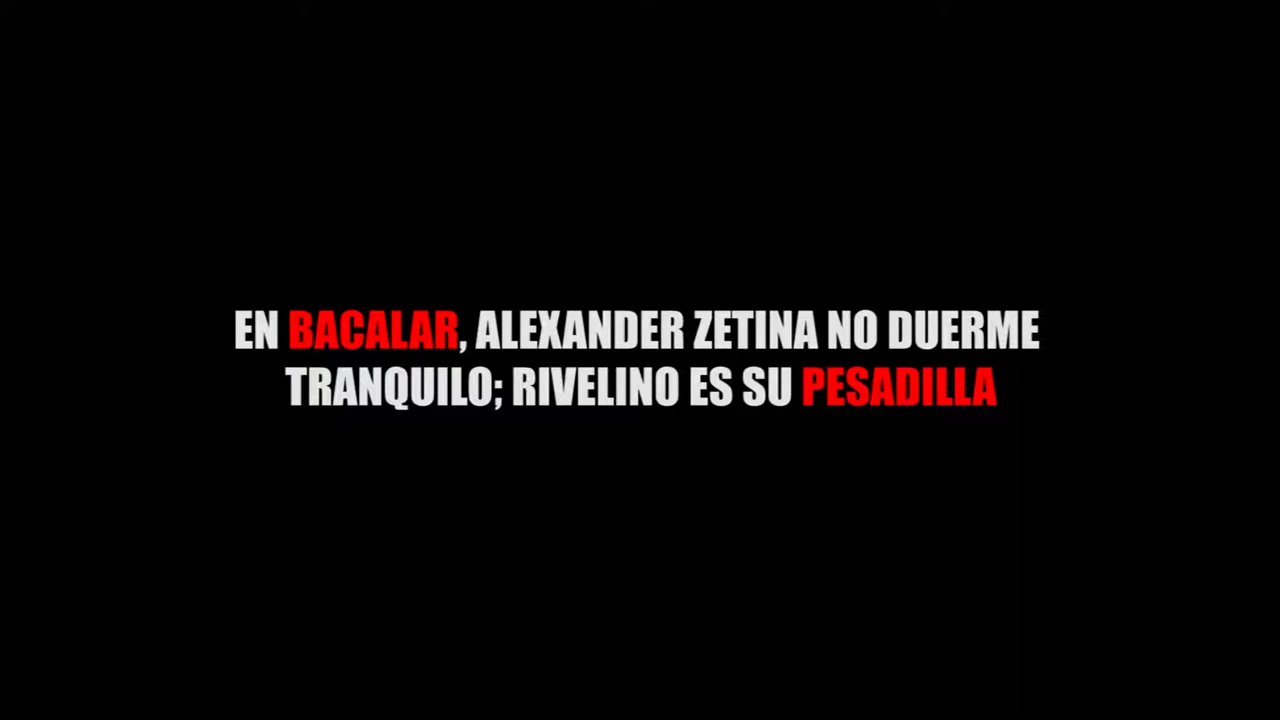 EN BACALAR, ALEXANDER ZETINA NO DUERME
TRANQUILO; RIVELINO ES SU PESADILLA